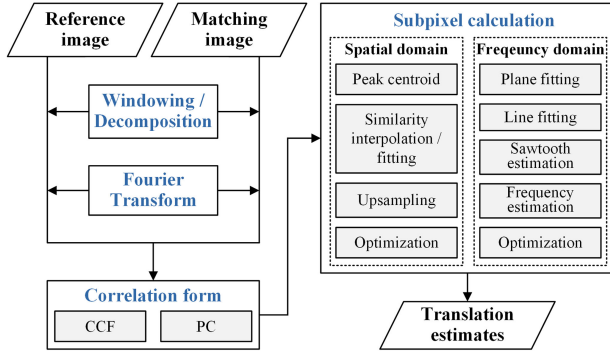 Reference
image
Matching
image
Windowing /
Decomposition
Fourier
Transform
Correlation form
CCF
PC
Subpixel calculation
Spatial domain
Peak centroid
Similarity
interpolation /
fitting
Upsampling
Optimization
Freqeuncy domain
Plane fitting
Line fitting
Sawtooth
estimation
Frequency
estimation
Optimization
Translation
estimates